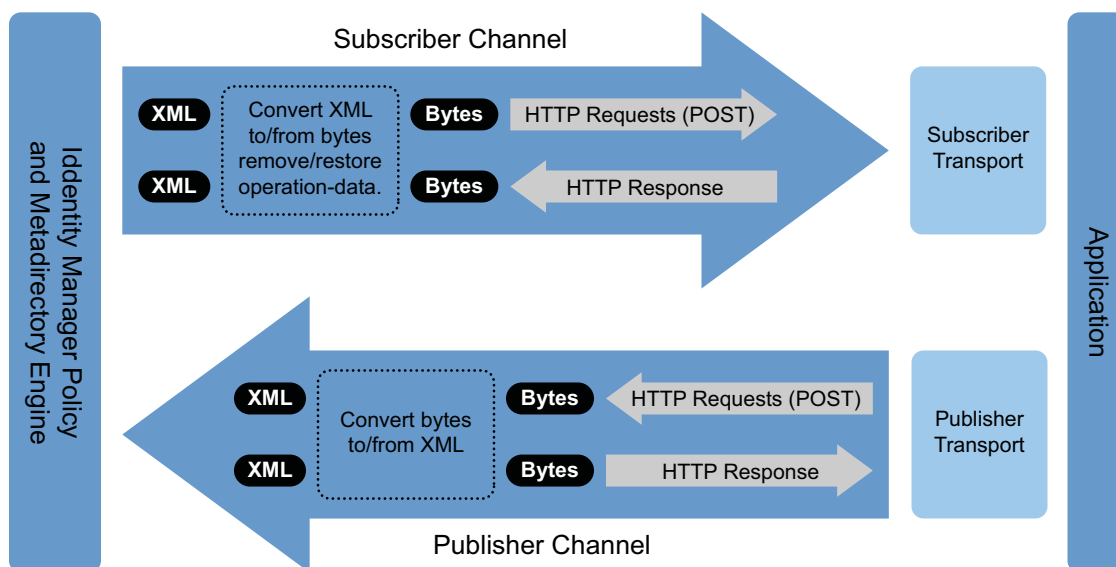 Iddentity Manager Policy
and Metadirectory Engine
Subscriber Channel
XML
Convert XML
to/from bytes
remove/restore
operation-data.
Bytes
HTTP Requests (POST)
XML
Bytes
HTTP Response
Subscriber
Transport
XML
Convert bytes
to/from XML
Bytes
HTTP Requests (POST)
XML
Bytes
HTTP Response
Publisher
Transport
Publisher Channel
Application